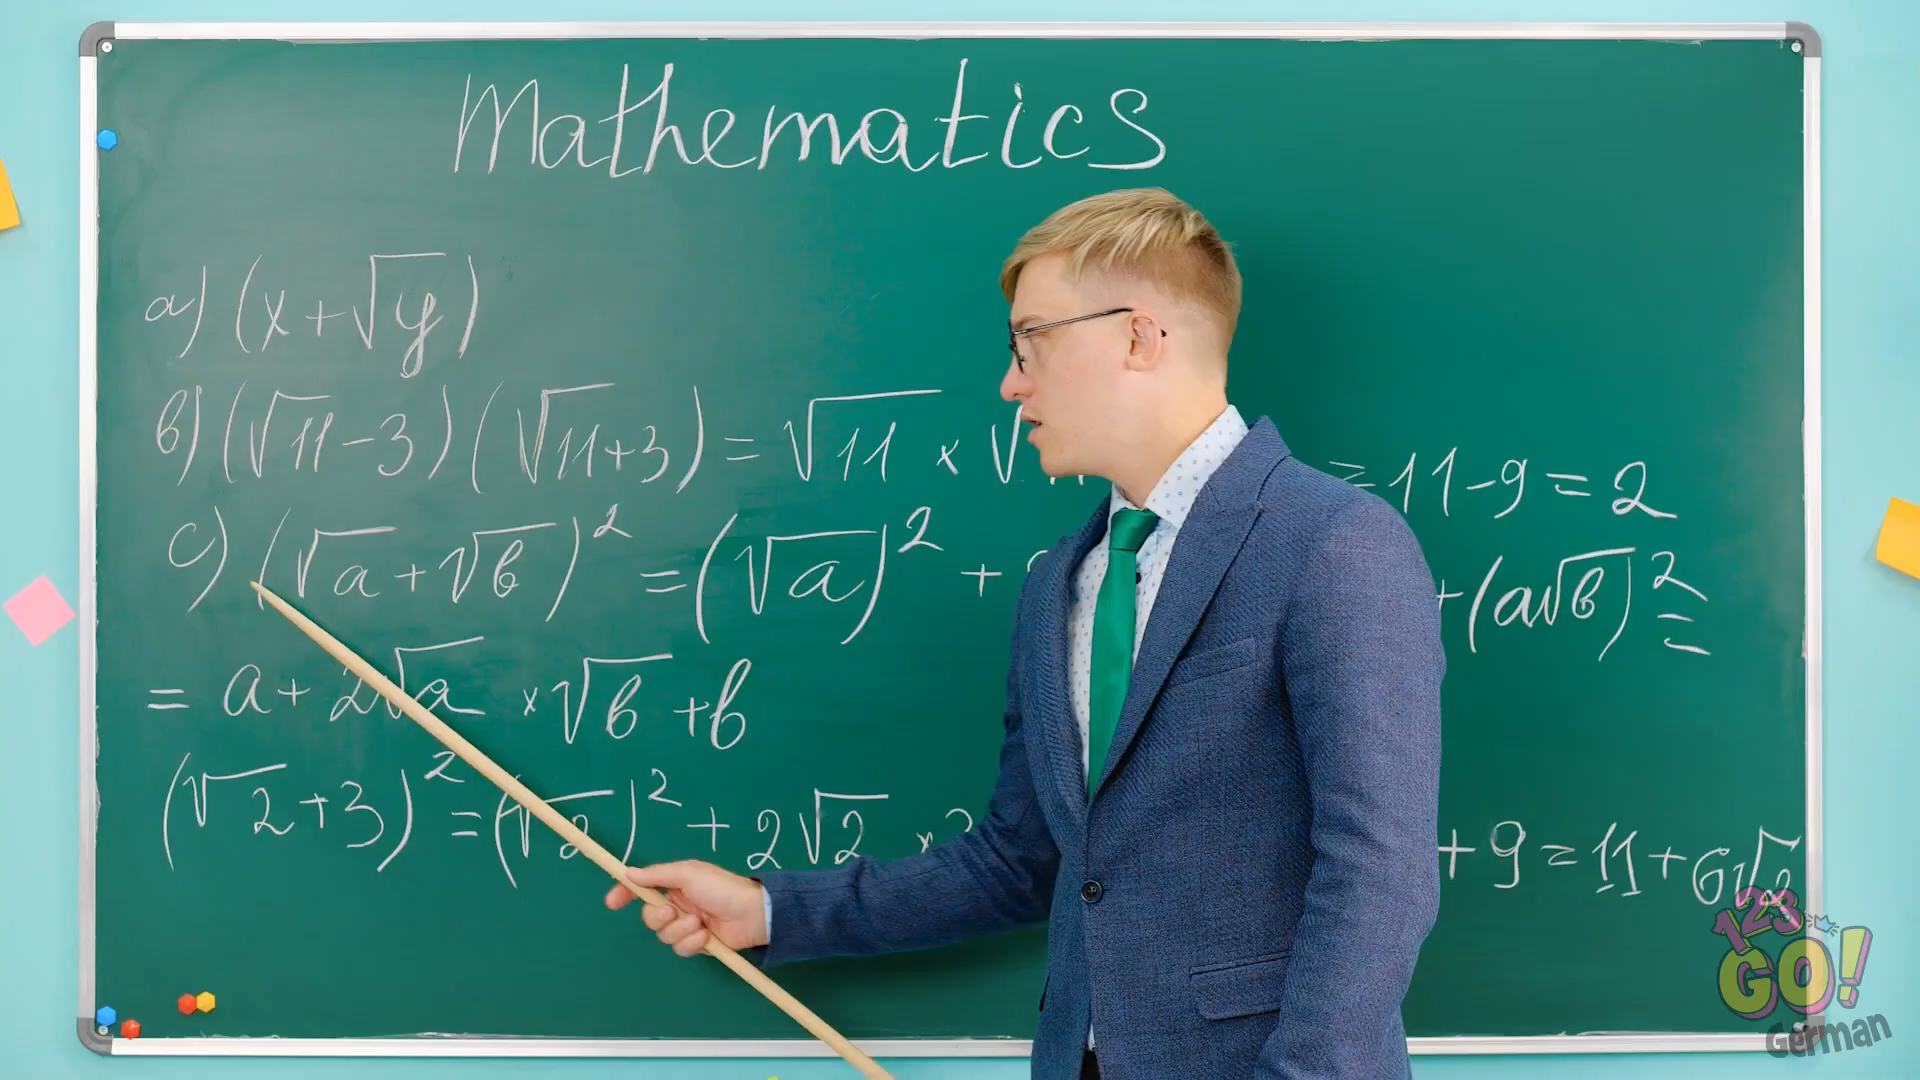 Mathematics
a) (x+√y)
b) (√11-3)(√11+3) = √11 × √ = 11-9=2
c) (√a+√b)² = (√a)² + +(a√b)² =
= a+2√a ×√b +b
(√2+3)² = (√2)² + 2√2 ×3 +9=11+6√2
123
GO!
German